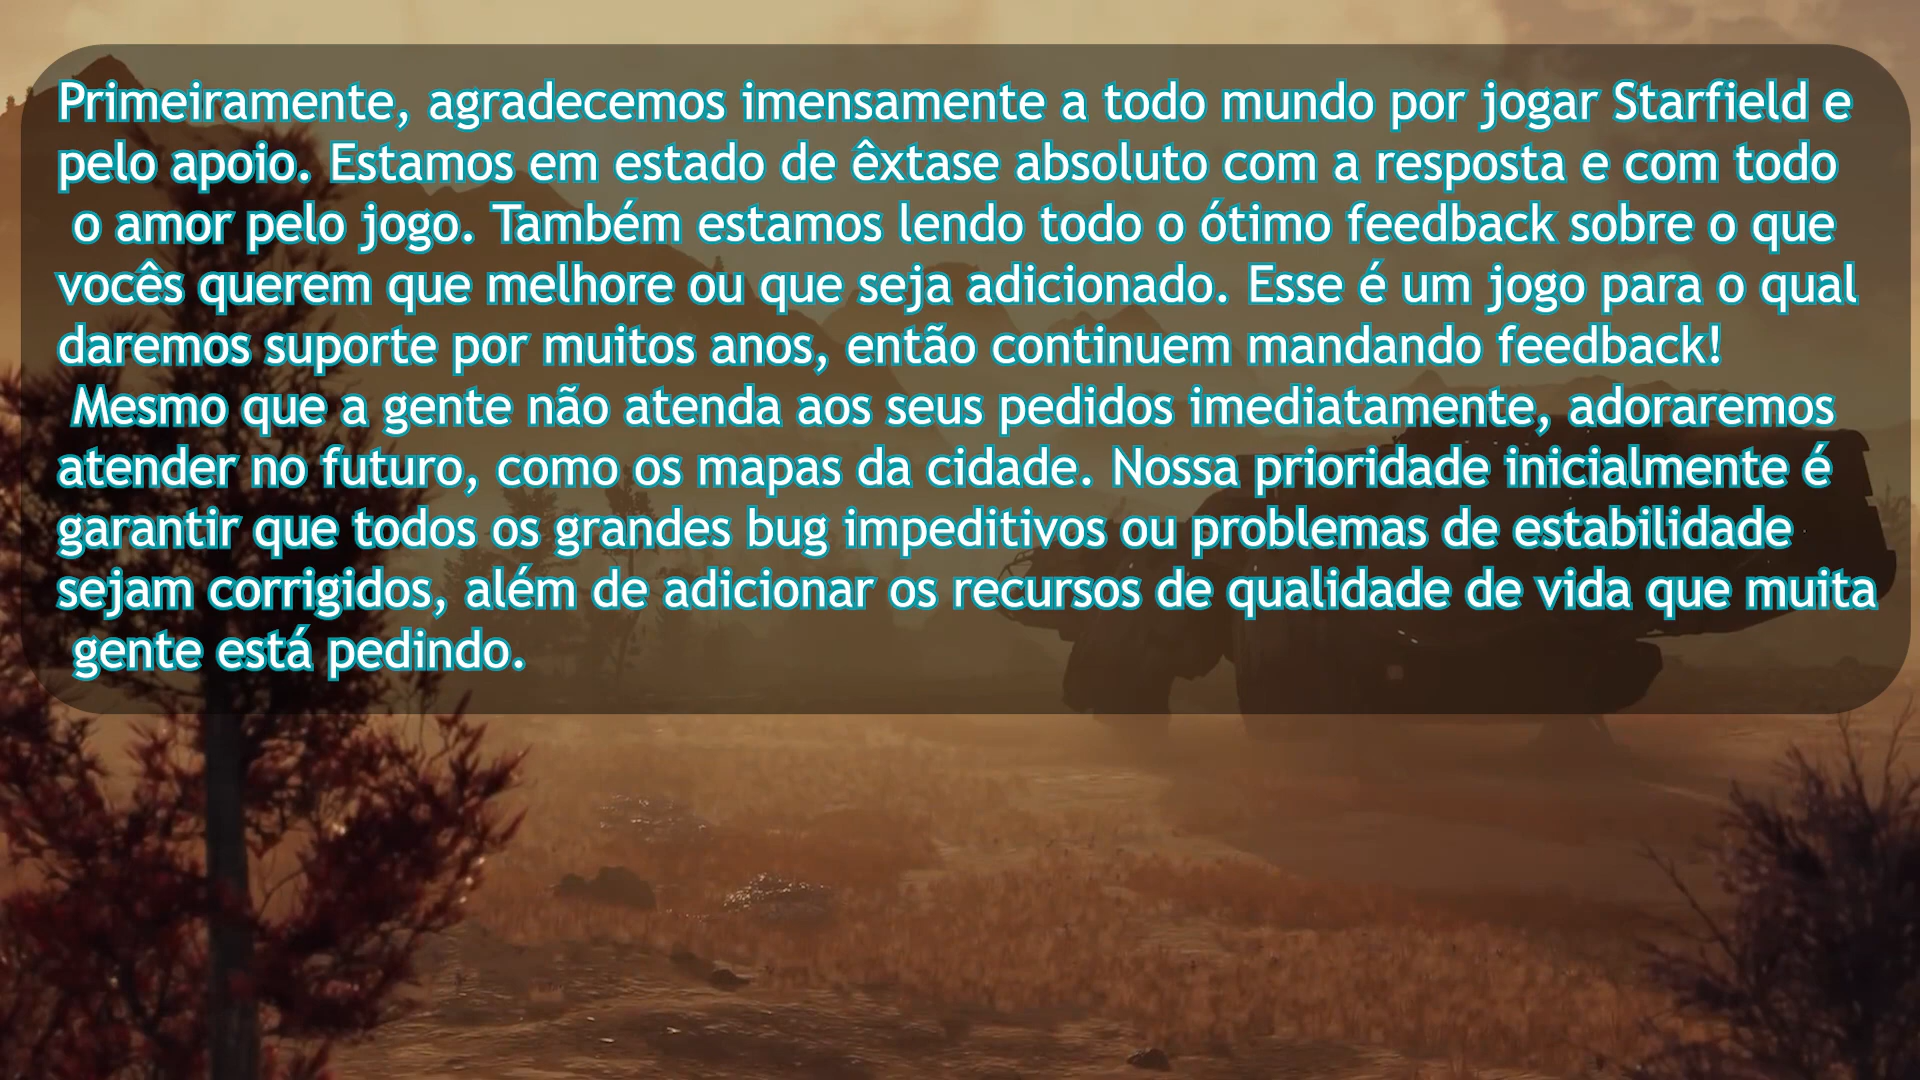 Primeiramente, agradecemos imensamente a todo mundo por jogar Starfield e
pelo apoio. Estamos em estado de êxtase absoluto com a resposta e com todo
o amor pelo jogo. Também estamos lendo todo o ótimo feedback sobre o que
vocês querem que melhore ou que seja adicionado. Esse é um jogo para o qual
daremos suporte por muitos anos, então continuem mandando feedback!
Mesmo que a gente não atenda aos seus pedidos imediatamente, adoraremos
atender no futuro, como os mapas da cidade. Nossa prioridade inicialmente é
garantir que todos os grandes bug impeditivos ou problemas de estabilidade
sejam corrigidos, além de adicionar os recursos de qualidade de vida que muita
gente está pedindo.